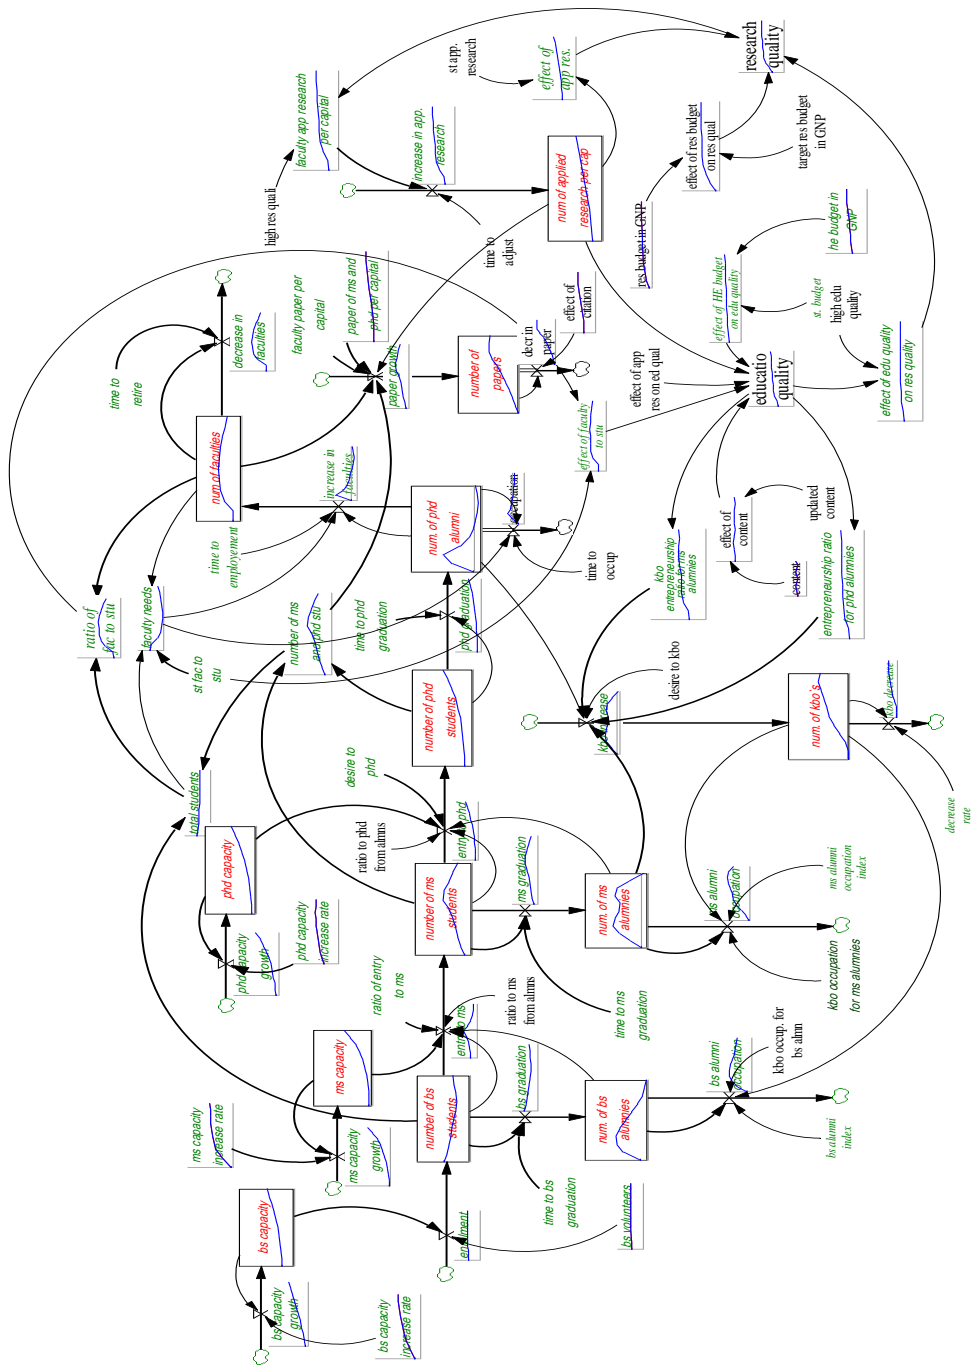 bs capacity
bs capacity
growth
bs capacity
increase rate
ms capacity
increase rate
ms capacity
ms capacity
growth
enrolment
bs volunteers
number of bs
students
time to bs
graduation
bs graduation
num. of bs
alumnies
bs alumni
index
bs alumni
occupation
kbo occup. for
bs almn
entry to ms
ratio to ms
from almns
ratio of entry
to ms
phd capacity
phd capacity
growth
phd capacity
increase rate
total students
number of ms
students
time to ms
graduation
ms graduation
num. of ms
alumnies
kbo occupation
for ms alumnies
ms alumni
occupation
ms alumni
occupation
index
ratio to phd
from almns
desire to
phd
entry to phd
number of phd
students
time to phd
graduation
phd graduation
number of ms
and phd stu
st fac to
stu
faculty needs
ratio of
fac to stu
num. of phd
alumni
time to
occup
occupation
time to
employement
increase in
faculties
num of faculties
time to
retire
decrease in
faculties
kbo increase
desire to kbo
num. of kbo's
kbo decrease
decrease
rate
kbo
entrepreneurship
ratio for ms
alumnies
entrepreneurship ratio
for phd alumnies
content
effect of
content
updated
content
educatio
quality
effect of faculty
to stu
effect of app
res on ed qual
number of
papers
decr in
paper
effect of
citation
paper growth
faculty paper per
capital
paper of ms and
phd per capital
effect of edu quality
on res quality
st. budget
high edu
quality
effect of HE budget
on edu quality
he budget in
GNP
res budget in GNP
effect of res budget
on res qual
target res budget
in GNP
num of applied
research per cap
time to
adjust
increase in app.
research
high res quali
faculty app research
per capital
st app.
research
effect of
app res.
research
quality